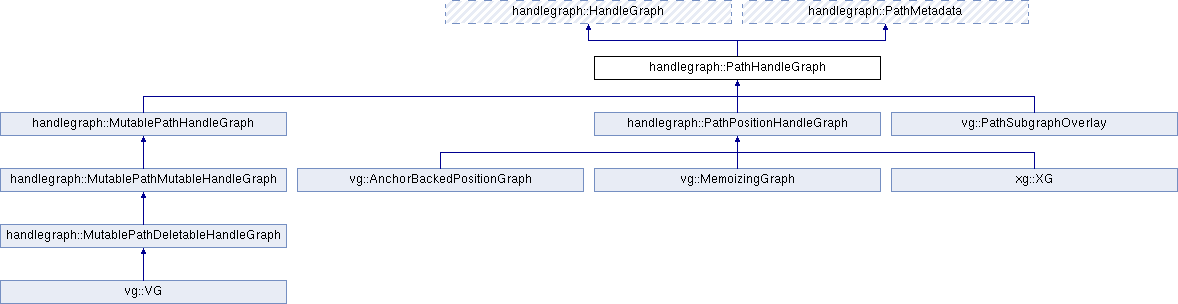 handlegraph::HandleGraph
handlegraph::PathMetadata
handlegraph::PathHandleGraph
handlegraph::MutablePathHandleGraph
handlegraph::PathPositionHandleGraph
vg::PathSubgraphOverlay
handlegraph::MutablePathMutableHandleGraph
vg::AnchorBackedPositionGraph
vg::MemoizingGraph
xg::XG
handlegraph::MutablePathDeletableHandleGraph
vg::VG